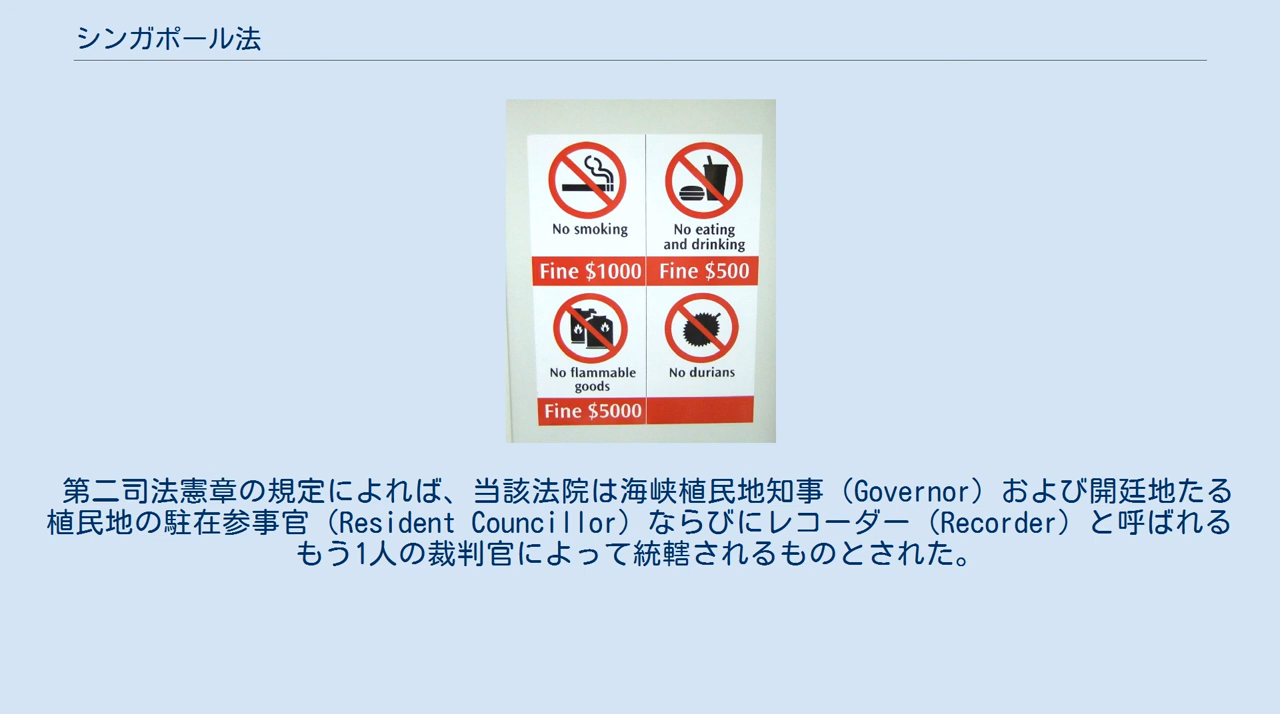 シンガポール法
No smoking
No eating
and drinking
Fine $1000
Fine $500
No flammable
goods
No durians
Fine $5000
第二司法憲章の規定によれば、当該法院は海峡植民地知事（Governor）および開廷地たる
植民地の駐在参事官（Resident Councillor）ならびにレコーダー（Recorder）と呼ばれる
もう1人の裁判官によって統轄されるものとされた。